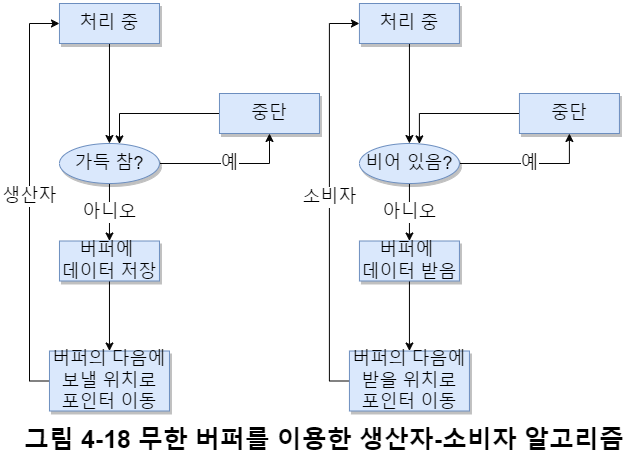 처리 중
중단
가득 참?
예
생산자
아니오
버퍼에
데이터 저장
버퍼의 다음에
보낼 위치로
포인터 이동
처리 중
중단
비어 있음?
예
소비자
아니오
버퍼에
데이터 받음
버퍼의 다음에
받을 위치로
포인터 이동
그림 4-18 무한 버퍼를 이용한 생산자-소비자 알고리즘